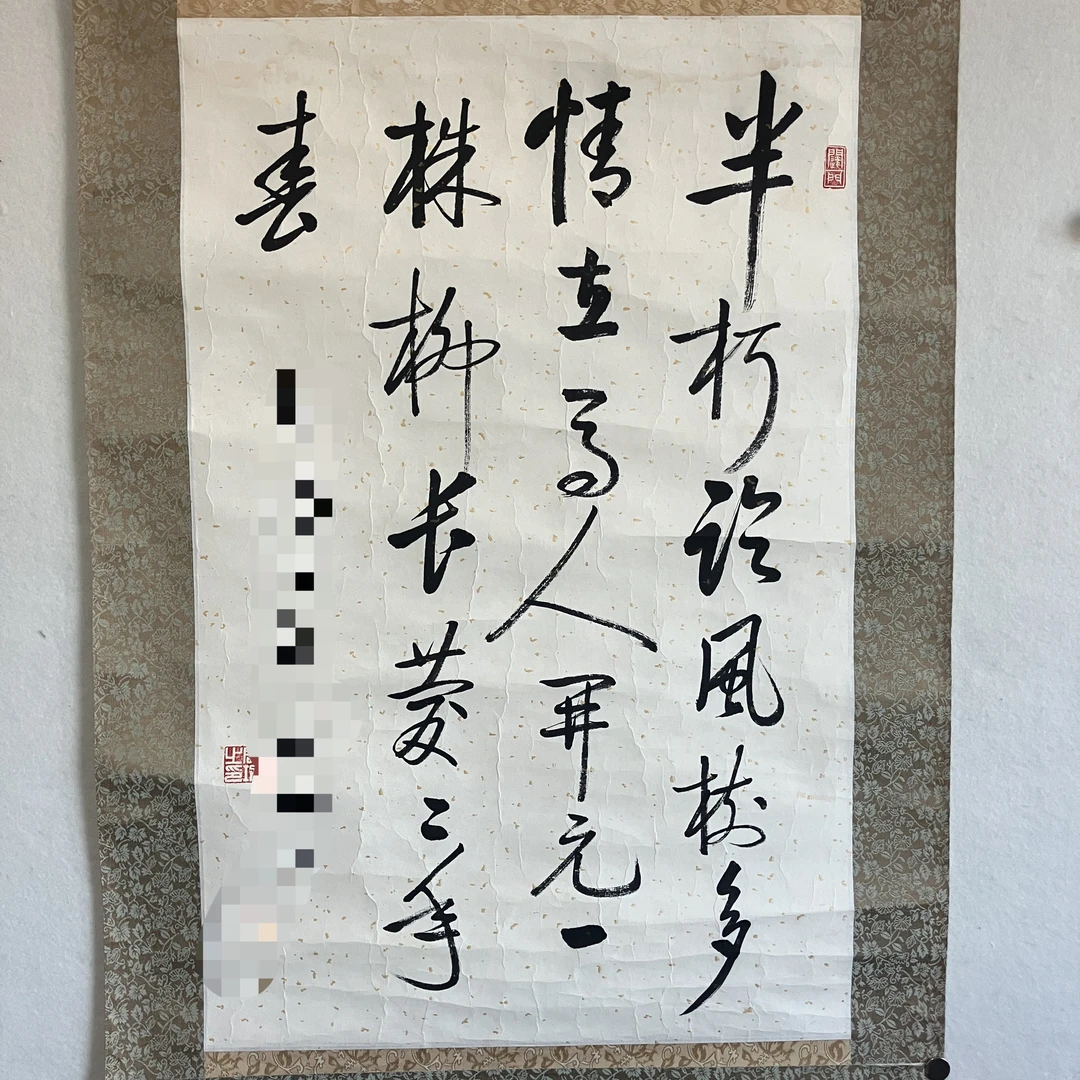 半朽臨風樹多
情立馬人開元一
株柳長慶二年
春